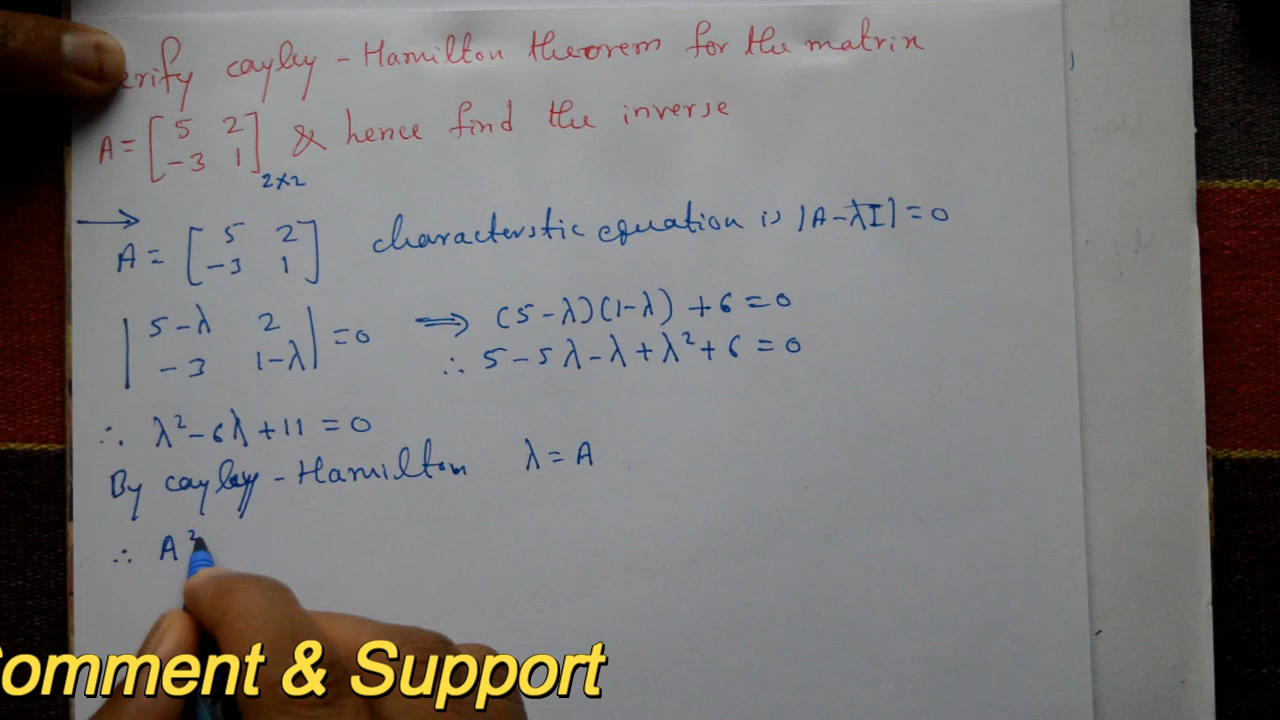 erify cayley - Hamilton theorem for the matrix
A = [ 5 2 -3 1 ] 2×2 & hence find the inverse
→ A = [ 5 2 -3 1 ] characterstic equation is |A-λI| = 0
| 5-λ 2 -3 1-λ | = 0 ⇒ (5-λ)(1-λ) + 6 = 0
∴ 5 - 5λ - λ + λ² + 6 = 0
∴ λ² - 6λ + 11 = 0
By cayley - Hamilton λ = A
∴ A²
Comment & Support